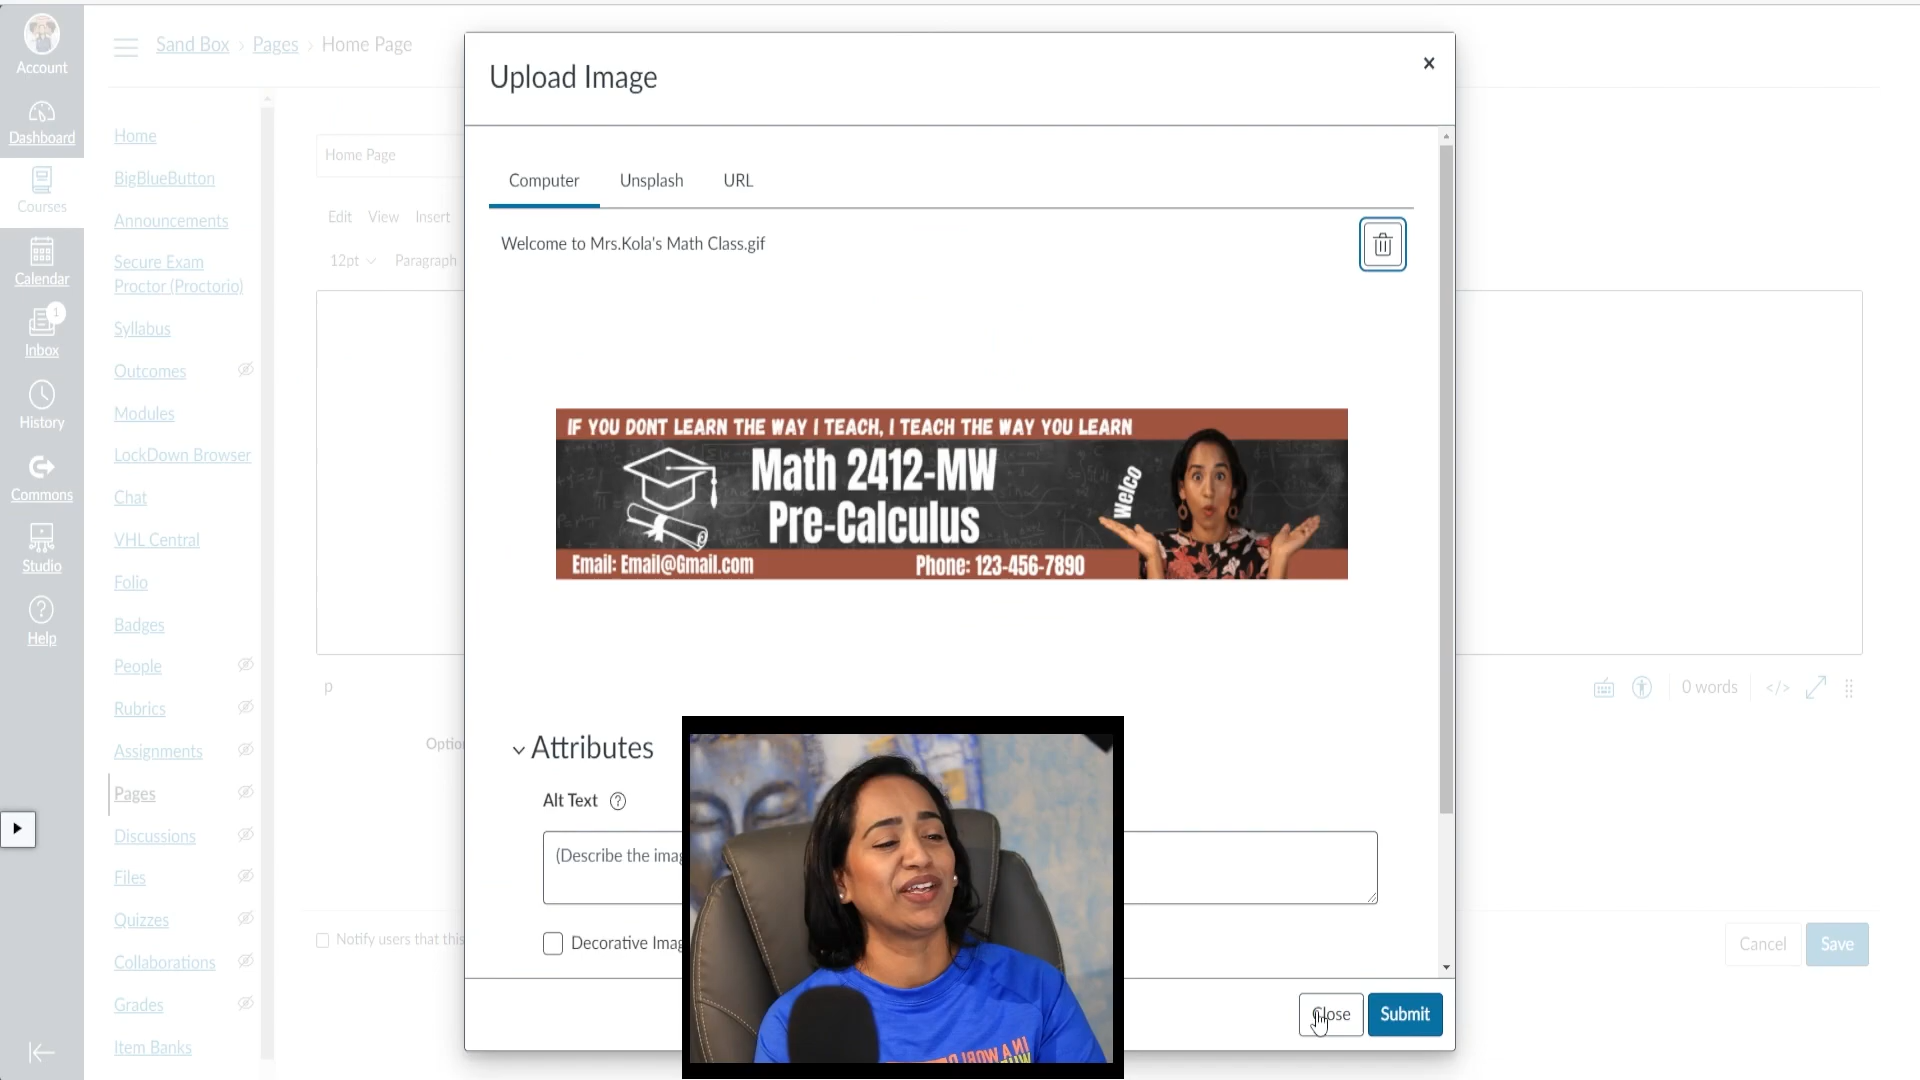 Account
Dashboard
Courses
Calendar
1
Inbox
History
Commons
Studio
Help
Sand Box › Pages › Home Page
Home
BigBlueButton
Announcements
Secure Exam
Proctor (Proctorio)
Syllabus
Outcomes
Modules
LockDown Browser
Chat
VHL Central
Folio
Badges
People
Rubrics
Assignments
Pages
Discussions
Files
Quizzes
Collaborations
Grades
Item Banks
Home Page
Edit View Insert
12pt Paragraph
p
Notify users that this
0 words </>
Cancel Save
Upload Image
x
Computer Unsplash URL
Welcome to Mrs.Kola's Math Class.gif
IF YOU DONT LEARN THE WAY I TEACH, I TEACH THE WAY YOU LEARN
Math 2412-MW
Pre-Calculus
Welco
Email: Email@Gmail.com Phone: 123-456-7890
Attributes
Alt Text ?
(Describe the
Decorative
Close Submit